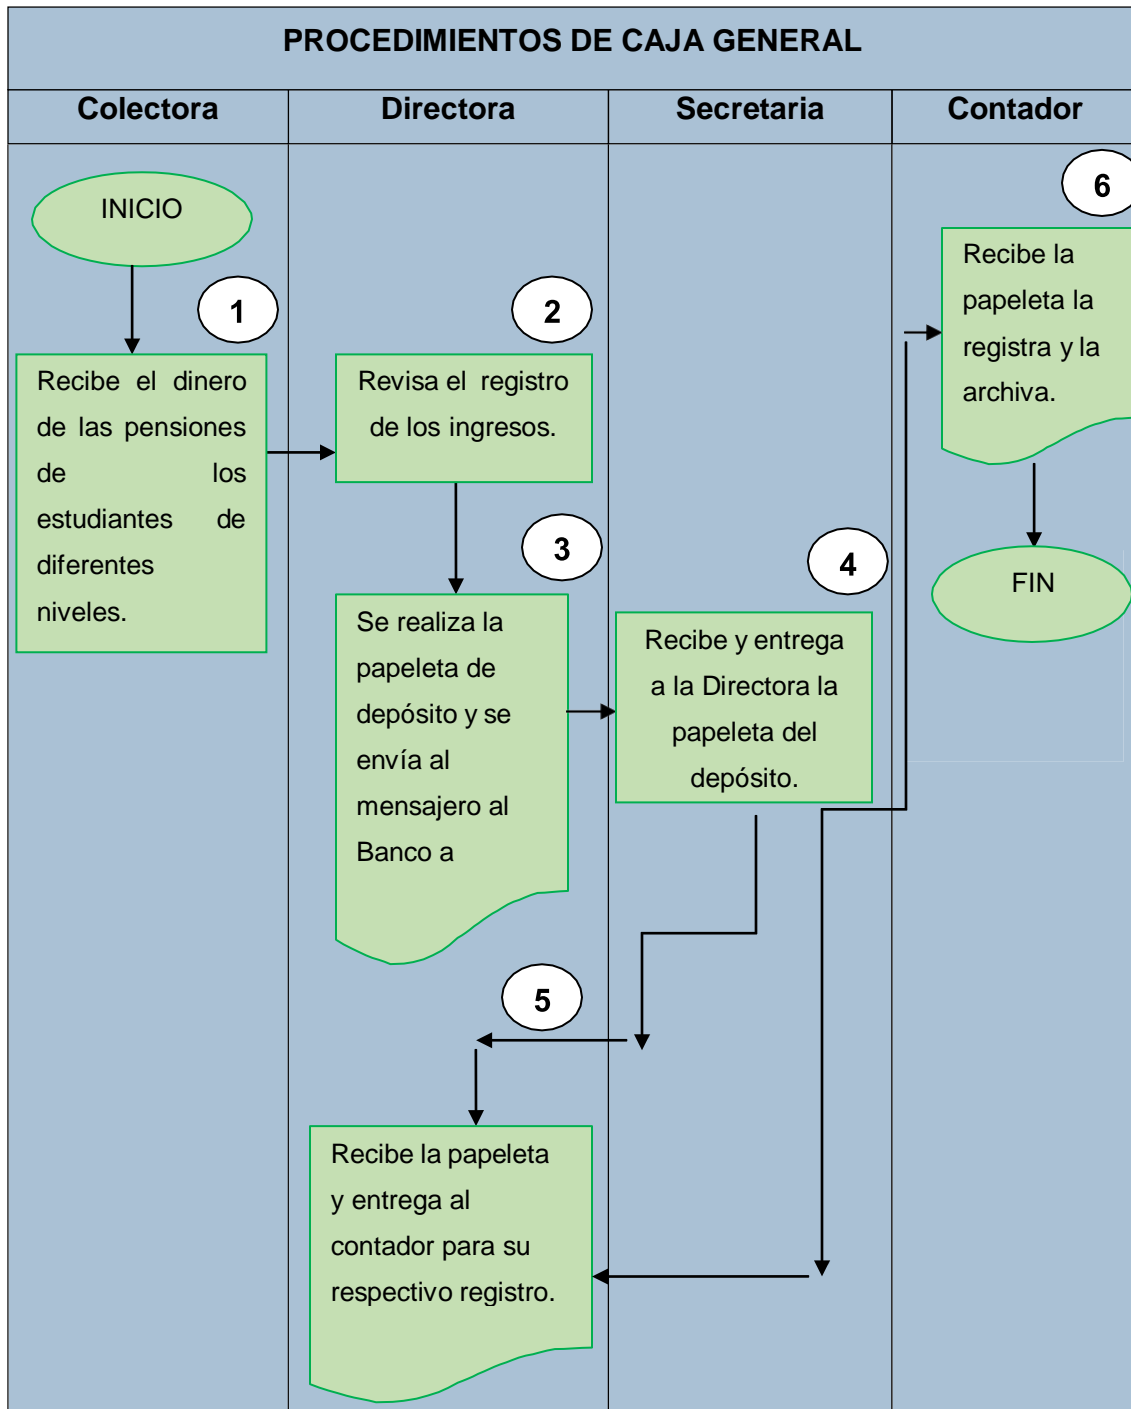 PROCEDIMIENTOS DE CAJA GENERAL
Colectora
Directora
Secretaria
Contador
INICIO
1
Recibe el dinero
de las pensiones
de los
estudiantes de
diferentes
niveles.
2
Revisa el registro
de los ingresos.
3
Se realiza la
papeleta de
depósito y se
envía al
mensajero al
Banco a
4
Recibe y entrega
a la Directora la
papeleta del
depósito.
5
Recibe la papeleta
y entrega al
contador para su
respectivo registro.
6
Recibe la
papeleta la
registra y la
archiva.
FIN